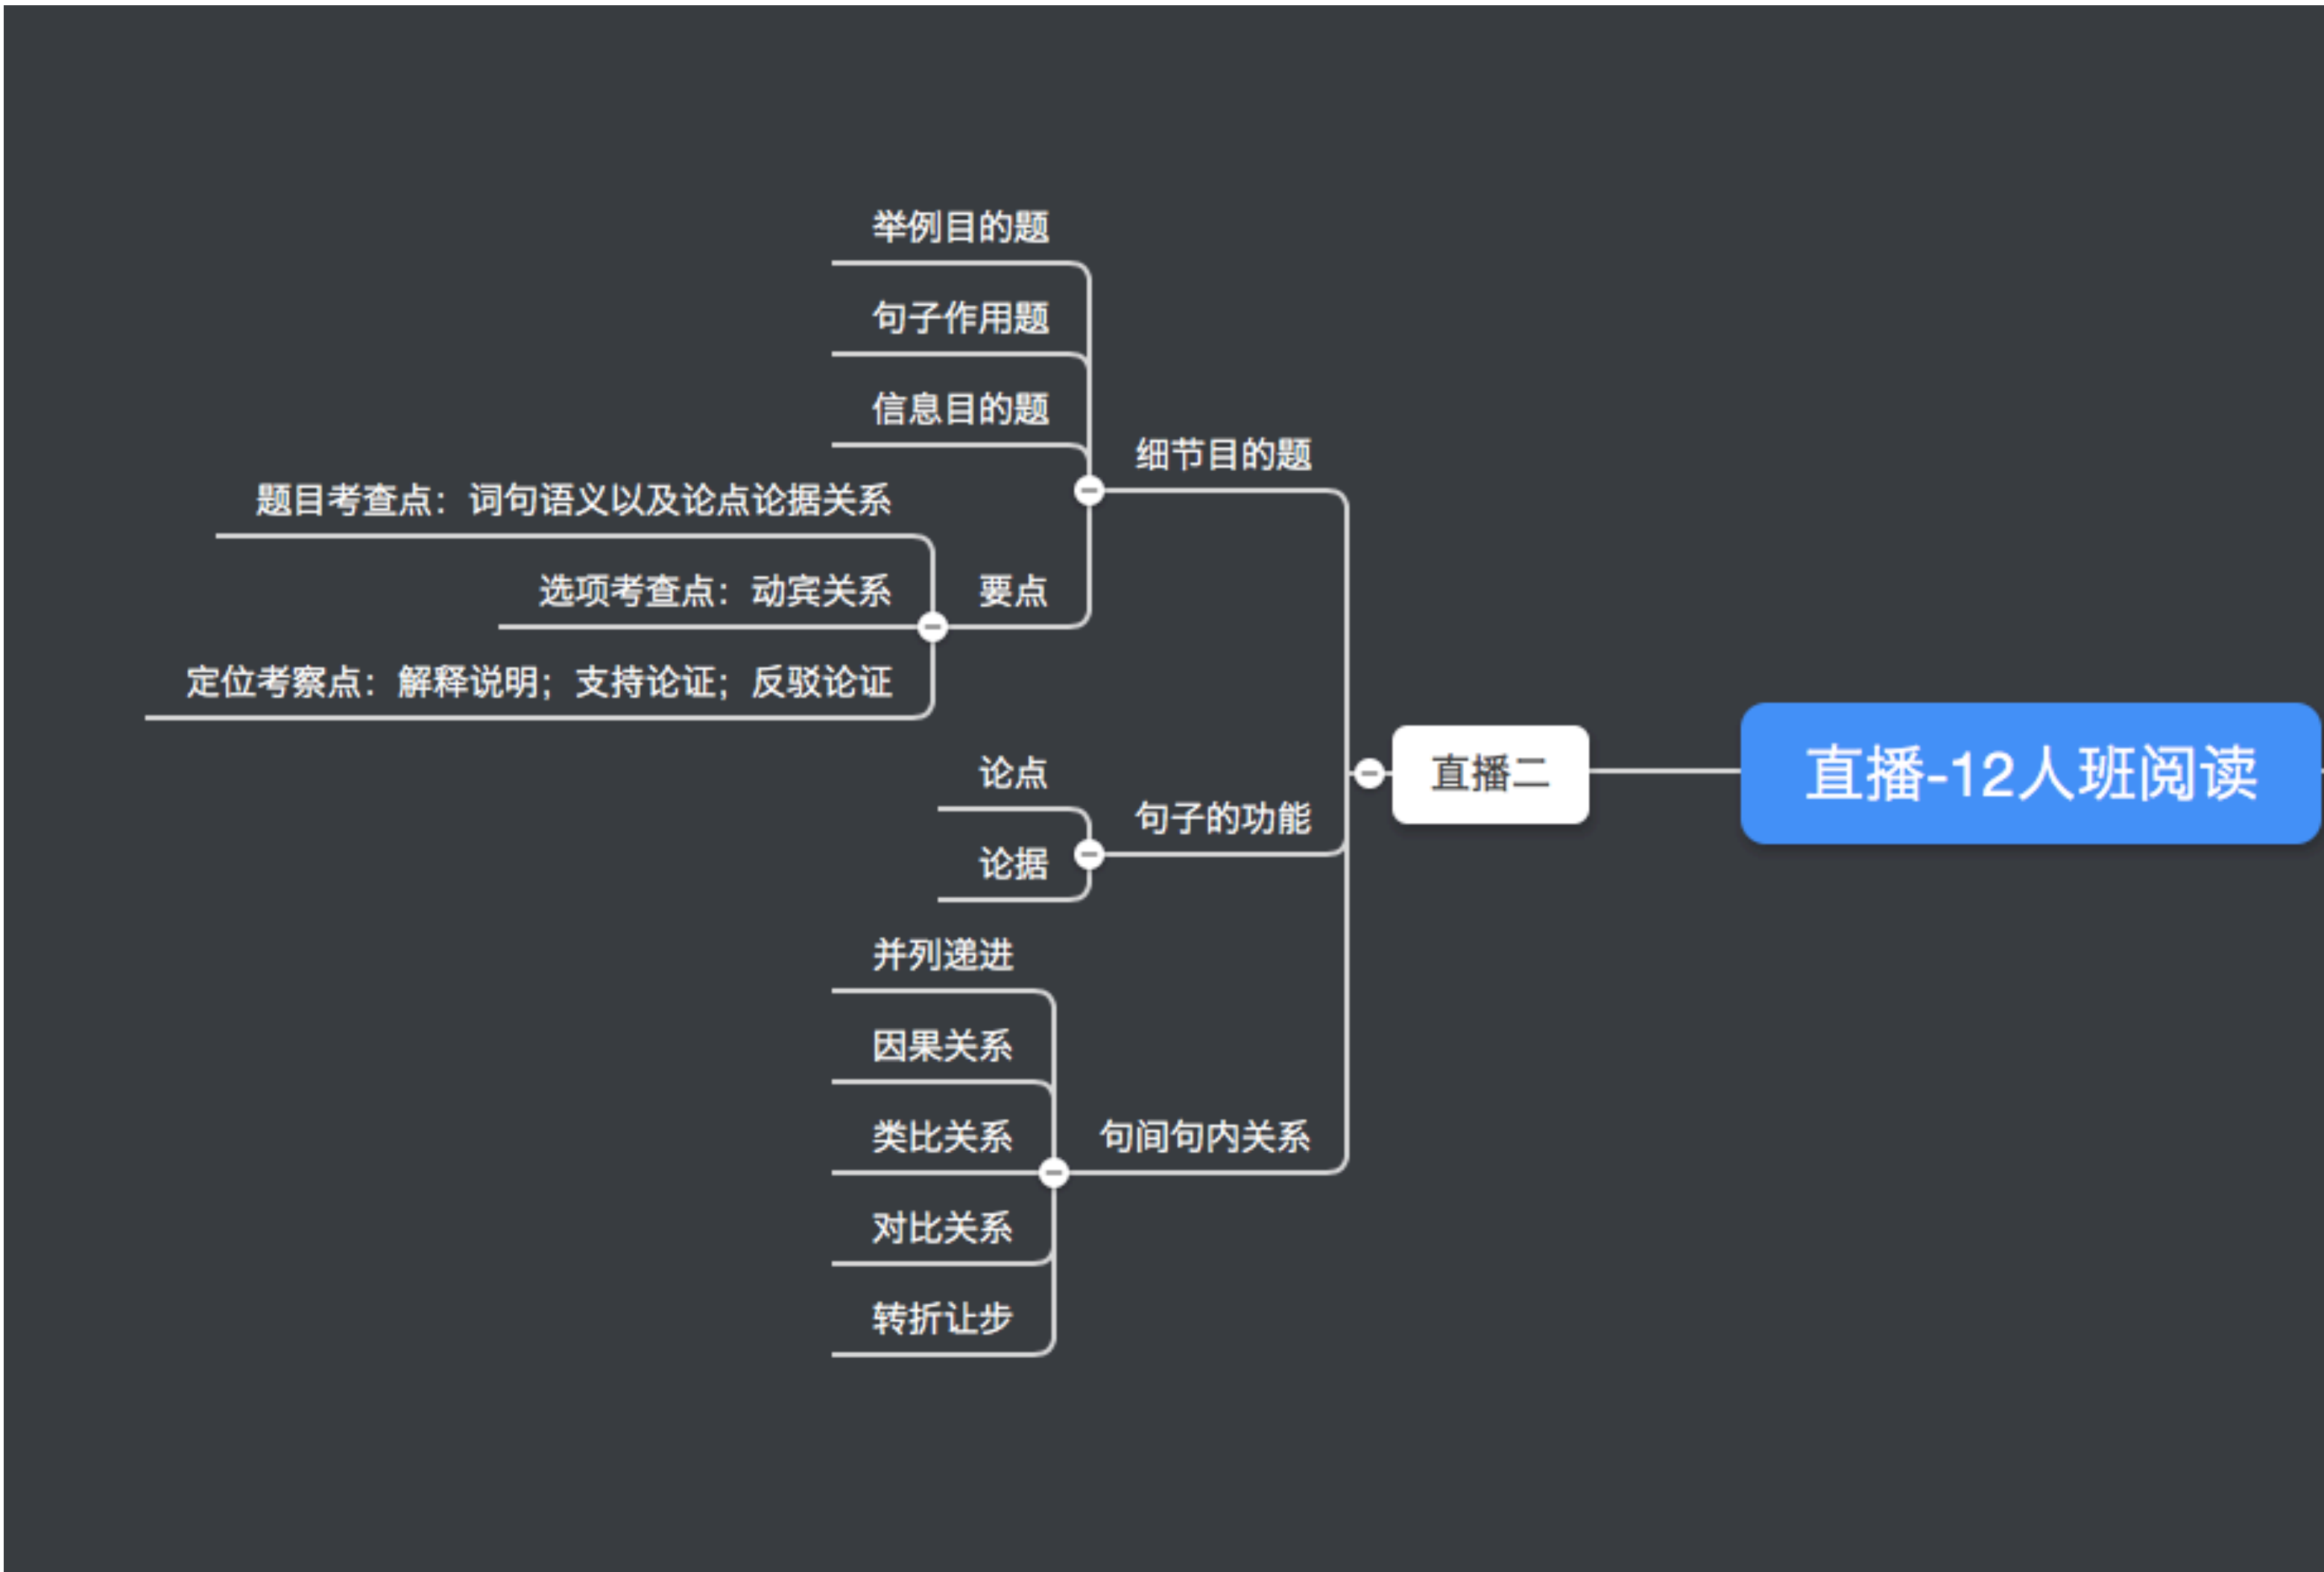 举例目的题
句子作用题
信息目的题
细节目的题
题目考查点：词句语义以及论点论据关系
选项考查点：动宾关系
要点
定位考察点：解释说明；支持论证；反驳论证
论点
句子的功能
论据
直播二
直播-12人班阅读
并列递进
因果关系
类比关系
句间句内关系
对比关系
转折让步